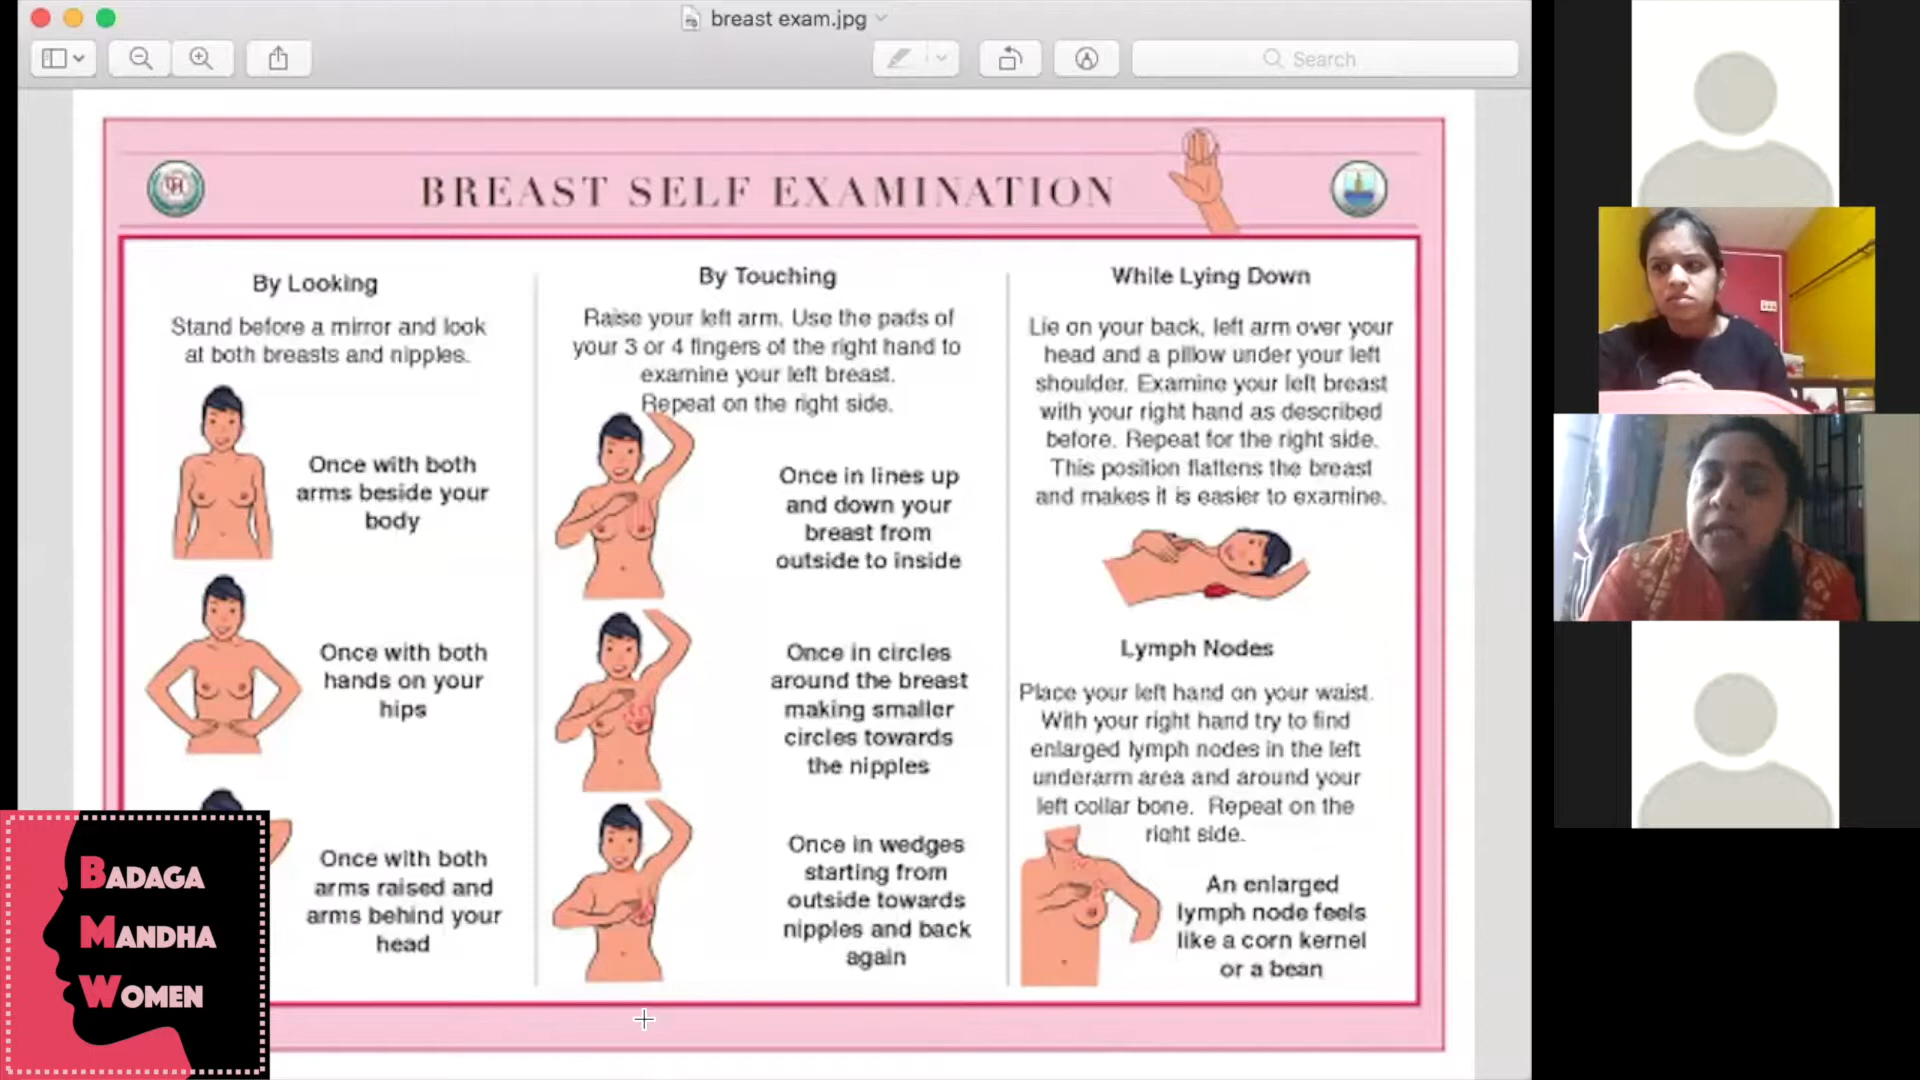 breast exam.jpg
Search
BREAST SELF EXAMINATION
By Looking
Stand before a mirror and look
at both breasts and nipples.
Once with both
arms beside your
body
Once with both
hands on your
hips
Once with both
arms raised and
arms behind your
head
By Touching
Raise your left arm. Use the pads of
your 3 or 4 fingers of the right hand to
examine your left breast.
Repeat on the right side.
Once in lines up
and down your
breast from
outside to inside
Once in circles
around the breast
making smaller
circles towards
the nipples
Once in wedges
starting from
outside towards
nipples and back
again
While Lying Down
Lie on your back, left arm over your
head and a pillow under your left
shoulder. Examine your left breast
with your right hand as described
before. Repeat for the right side.
This position flattens the breast
and makes it is easier to examine.
Lymph Nodes
Place your left hand on your waist.
With your right hand try to find
enlarged lymph nodes in the left
underarm area and around your
left collar bone. Repeat on the
right side.
An enlarged
lymph node feels
like a corn kernel
or a bean
BADAGA
MANDHA
WOMEN